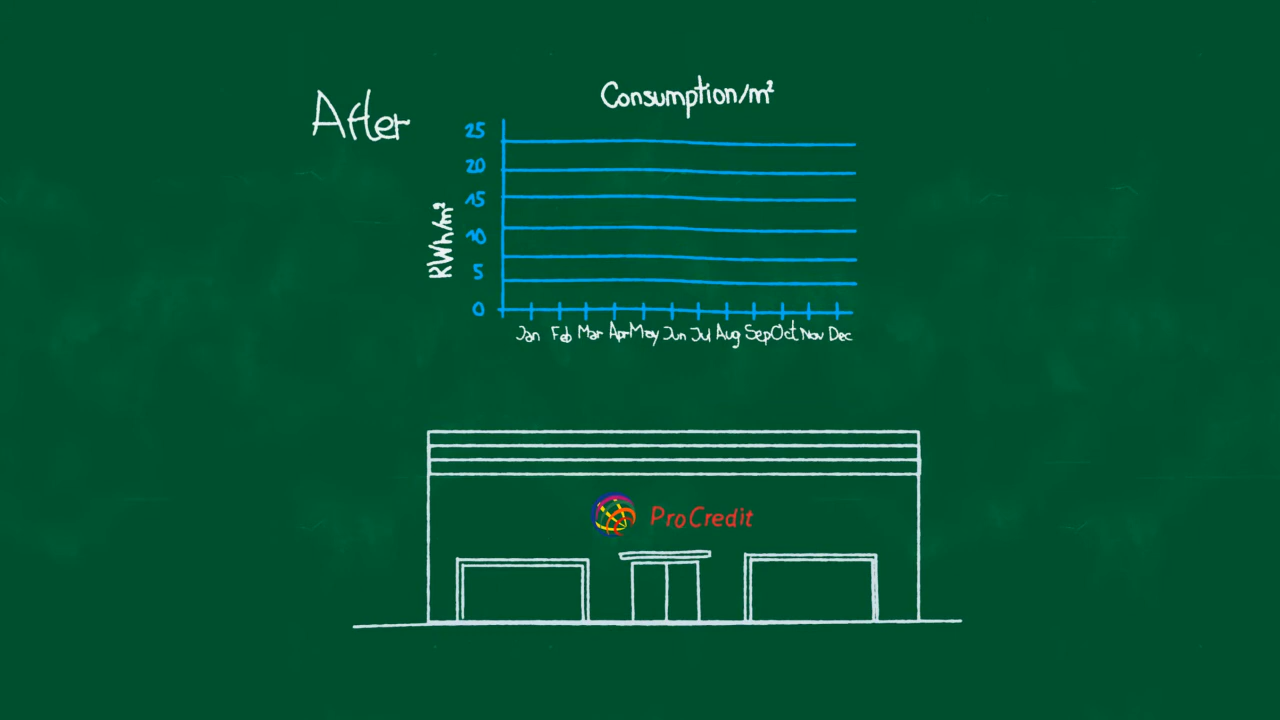 After
Consumption/m²
KWh/m²
25
20
15
10
5
0
Jan Feb Mar Apr May Jun Jul Aug Sep Oct Nov Dec
ProCredit